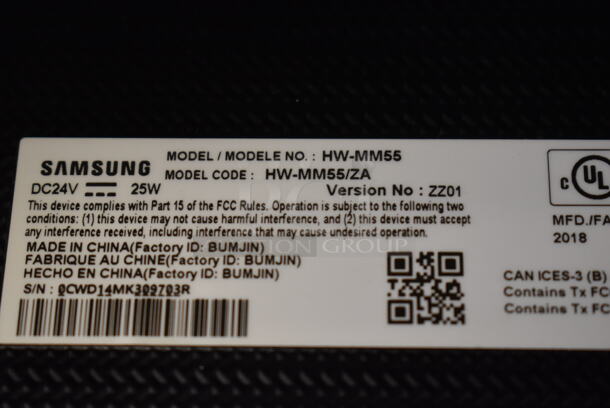 SAMSUNG
MODEL / MODELE NO. : HW-MM55
MODEL CODE : HW-MM55/ZA
DC24V 25W
Version No : ZZ01
This device complies with Part 15 of the FCC Rules. Operation is subject to the following two
conditions: (1) this device may not cause harmful interference, and (2) this device must accept
any interference received, including interference that may cause undesired operation.
MADE IN CHINA(Factory ID: BUMJIN)
FABRIQUE AU CHINE(Factory ID: BUMJIN)
HECHO EN CHINA(Factory ID: BUMJIN)
S/N : 0CWD14MK309703R
C UL
MFD./FA
2018
CAN ICES-3 (B)
Contains Tx FC
Contains Tx FC
GROUP